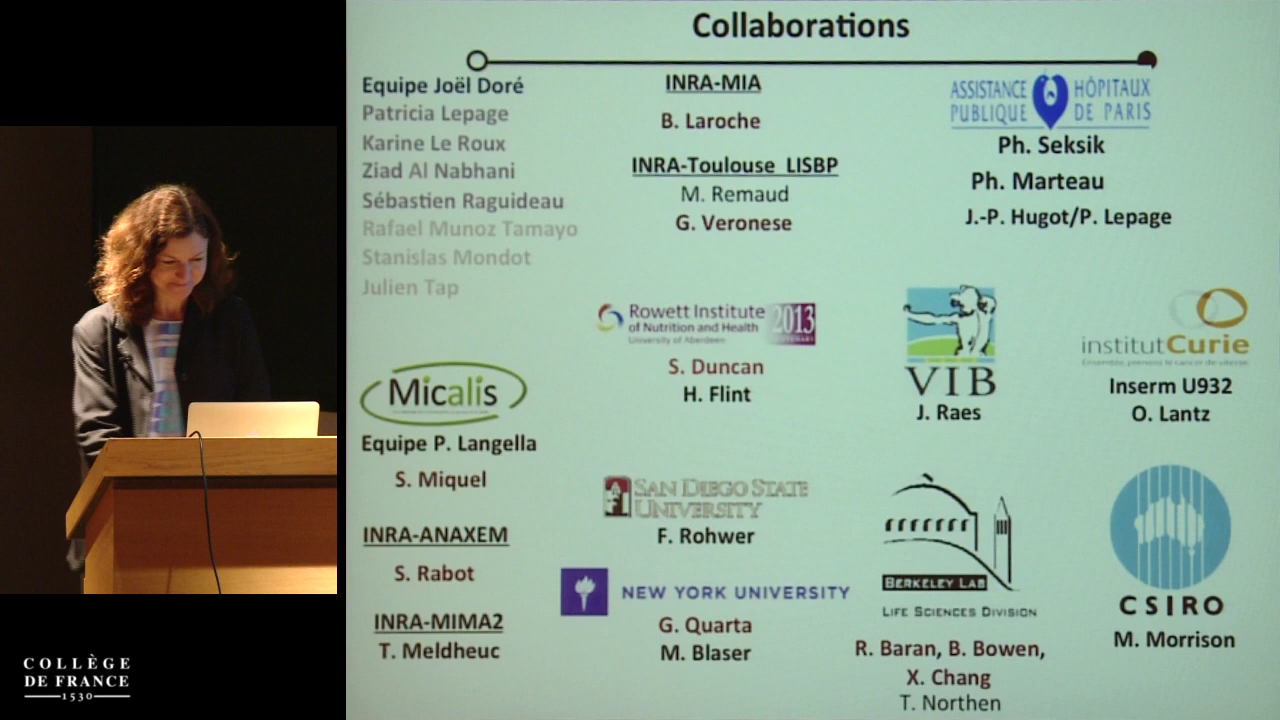 Collaborations
Equipe Joël Doré
Patricia Lepage
Karine Le Roux
Ziad Al Nabhani
Sébastien Raguideau
Rafael Munoz Tamayo
Stanislas Mondot
Julien Tap
Micalis
Equipe P. Langella
S. Miquel
INRA-ANAXEM
S. Rabot
INRA-MIMA2
T. Meldheuc
INRA-MIA
B. Laroche
INRA-Toulouse LISBP
M. Remaud
G. Veronese
Rowett Institute
of Nutrition and Health
University of Aberdeen
2013
S. Duncan
H. Flint
SAN DIEGO STATE
UNIVERSITY
F. Rohwer
NEW YORK UNIVERSITY
G. Quarta
M. Blaser
ASSISTANCE HÔPITAUX
PUBLIQUE DE PARIS
Ph. Seksik
Ph. Marteau
J.-P. Hugot/P. Lepage
VIB
J. Raes
institutCurie
Inserm U932
O. Lantz
BERKELEY LAB
LIFE SCIENCES DIVISION
R. Baran, B. Bowen,
X. Chang
T. Northen
CSIRO
M. Morrison
COLLÈGE
DE FRANCE
1530